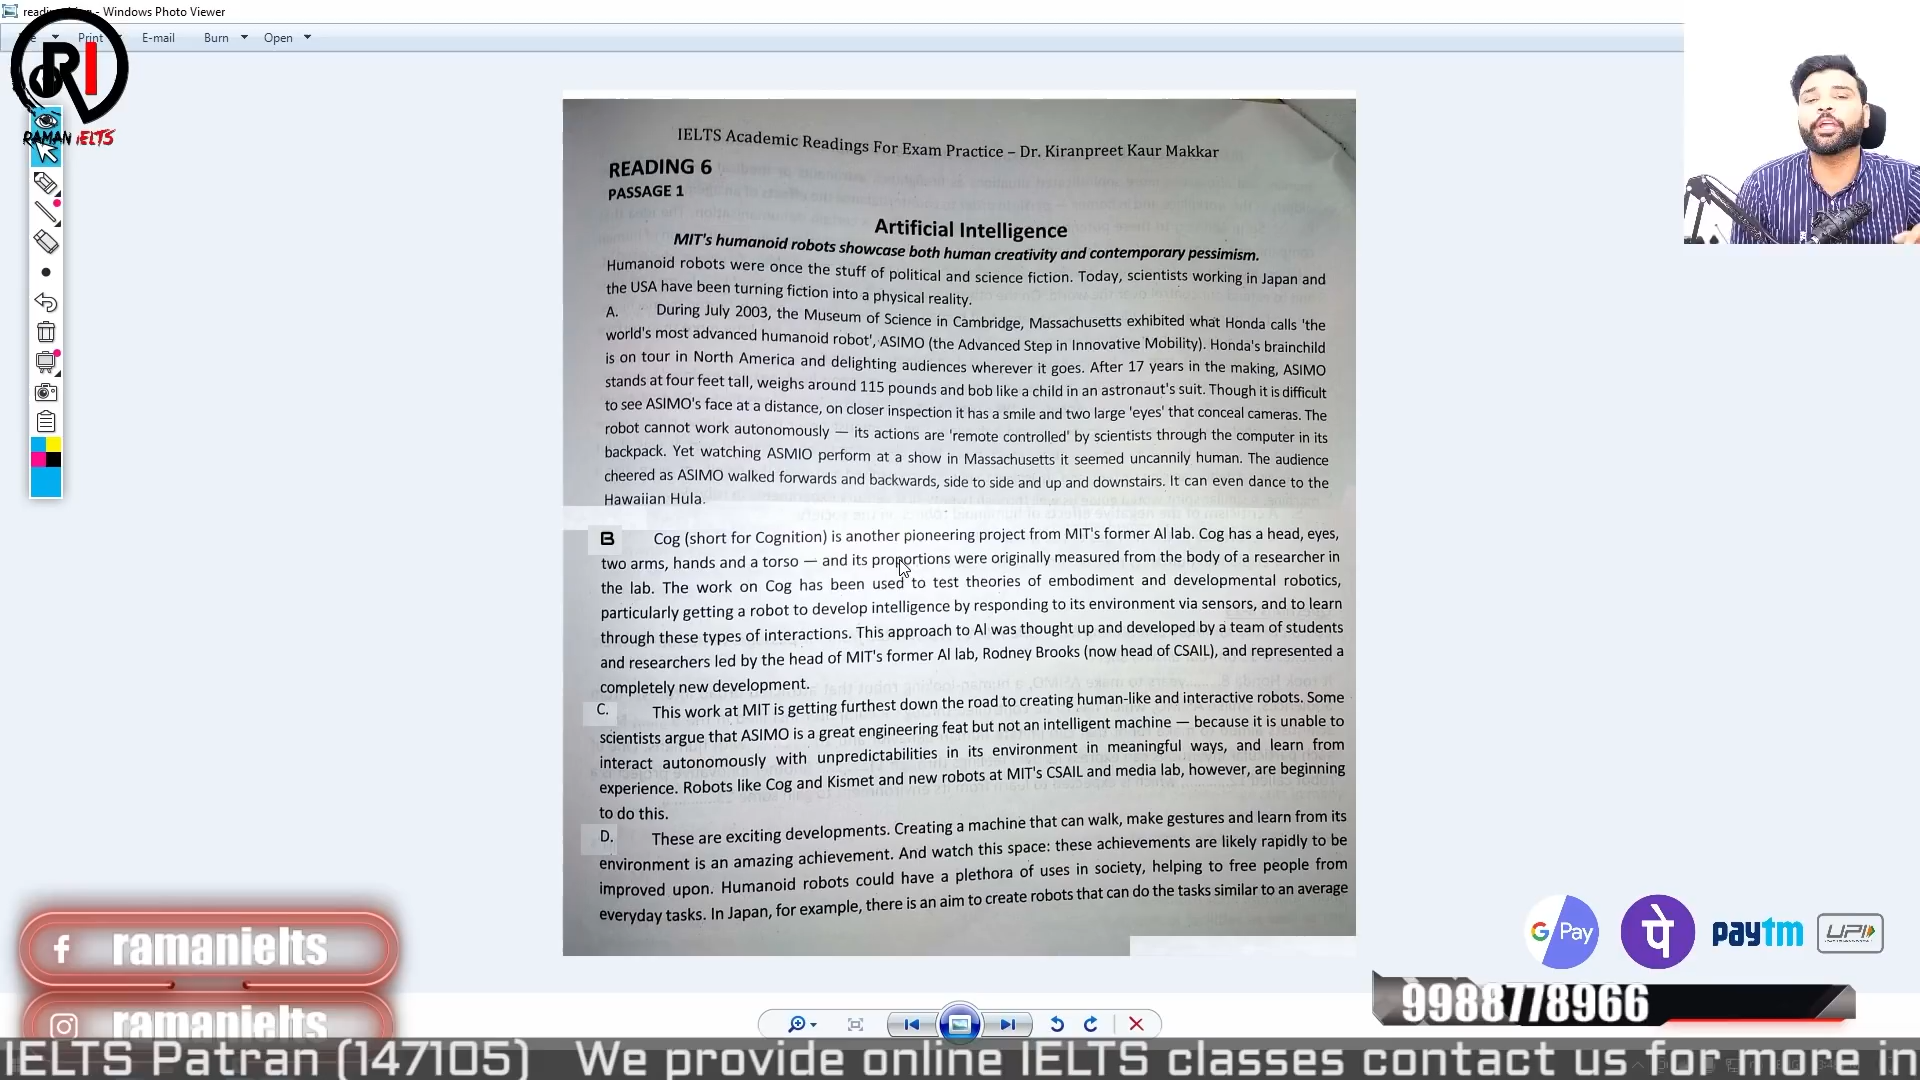 reading - Windows Photo Viewer
Print
E-mail
Burn
Open
RI
RAMAN IELTS
IELTS Academic Readings For Exam Practice – Dr. Kiranpreet Kaur Makkar
READING 6
PASSAGE 1
Artificial Intelligence
MIT's humanoid robots showcase both human creativity and contemporary pessimism.
Humanoid robots were once the stuff of political and science fiction. Today, scientists working in Japan and
the USA have been turning fiction into a physical reality.
A. During July 2003, the Museum of Science in Cambridge, Massachusetts exhibited what Honda calls 'the
world's most advanced humanoid robot', ASIMO (the Advanced Step in Innovative Mobility). Honda's brainchild
is on tour in North America and delighting audiences wherever it goes. After 17 years in the making, ASIMO
stands at four feet tall, weighs around 115 pounds and bob like a child in an astronaut's suit. Though it is difficult
to see ASIMO's face at a distance, on closer inspection it has a smile and two large 'eyes' that conceal cameras. The
robot cannot work autonomously — its actions are 'remote controlled' by scientists through the computer in its
backpack. Yet watching ASMIO perform at a show in Massachusetts it seemed uncannily human. The audience
cheered as ASIMO walked forwards and backwards, side to side and up and downstairs. It can even dance to the
Hawaiian Hula.
B Cog (short for Cognition) is another pioneering project from MIT's former Al lab. Cog has a head, eyes,
two arms, hands and a torso — and its proportions were originally measured from the body of a researcher in
the lab. The work on Cog has been used to test theories of embodiment and developmental robotics,
particularly getting a robot to develop intelligence by responding to its environment via sensors, and to learn
through these types of interactions. This approach to Al was thought up and developed by a team of students
and researchers led by the head of MIT's former Al lab, Rodney Brooks (now head of CSAIL), and represented a
completely new development.
C. This work at MIT is getting furthest down the road to creating human-like and interactive robots. Some
scientists argue that ASIMO is a great engineering feat but not an intelligent machine — because it is unable to
interact autonomously with unpredictabilities in its environment in meaningful ways, and learn from
experience. Robots like Cog and Kismet and new robots at MIT's CSAIL and media lab, however, are beginning
to do this.
D. These are exciting developments. Creating a machine that can walk, make gestures and learn from its
environment is an amazing achievement. And watch this space: these achievements are likely rapidly to be
improved upon. Humanoid robots could have a plethora of uses in society, helping to free people from
everyday tasks. In Japan, for example, there is an aim to create robots that can do the tasks similar to an average
f ramanielts
ramanielts
G Pay
पे
paytm
UPI
9988778966
IELTS Patran (147105) We provide online IELTS classes contact us for more in